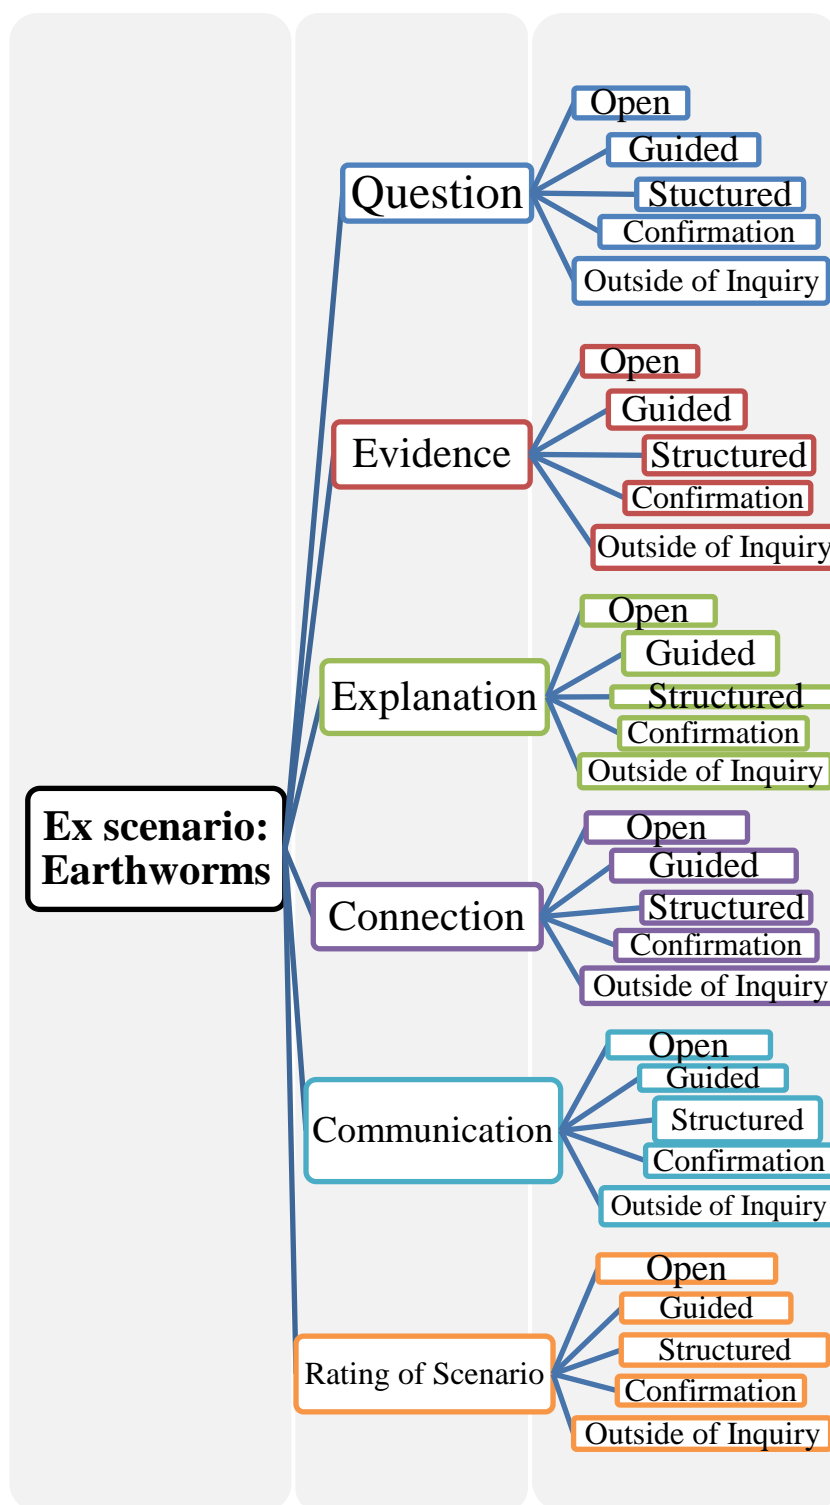 Ex scenario:
Earthworms
Question
Open
Guided
Stuctured
Confirmation
Outside of Inquiry
Evidence
Open
Guided
Structured
Confirmation
Outside of Inquiry
Explanation
Open
Guided
Structured
Confirmation
Outside of Inquiry
Connection
Open
Guided
Structured
Confirmation
Outside of Inquiry
Communication
Open
Guided
Structured
Confirmation
Outside of Inquiry
Rating of Scenario
Open
Guided
Structured
Confirmation
Outside of Inquiry